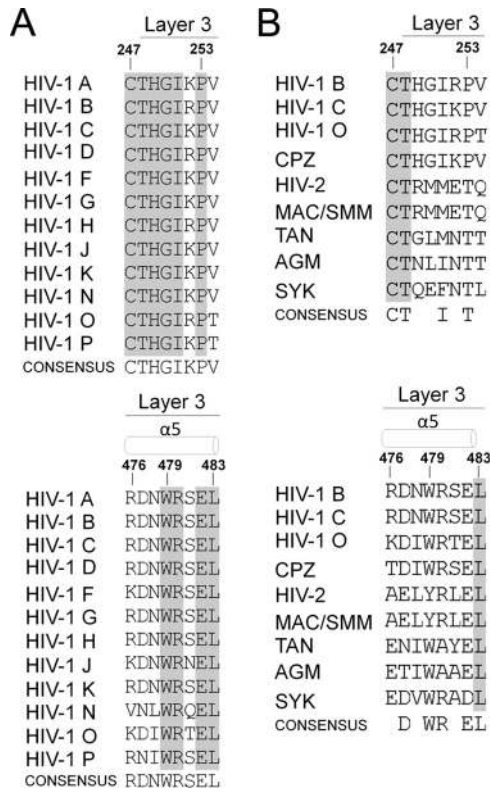 A
Layer 3
247 253
HIV-1 A CTHGIKPV
HIV-1 B CTHGIRPV
HIV-1 C CTHGIKPV
HIV-1 D CTHGIRPV
HIV-1 F CTHGIKPV
HIV-1 G CTHGIKPV
HIV-1 H CTHGIRPV
HIV-1 J CTHGIKPV
HIV-1 K CTHGIKPV
HIV-1 N CTHGIKPV
HIV-1 O CTHGIRPT
HIV-1 P CTHGIKPT
CONSENSUS CTHGIKPV
Layer 3
α5
476 479 483
HIV-1 A RDNWRSEL
HIV-1 B RDNWRSEL
HIV-1 C RDNWRSEL
HIV-1 D RDNWRSEL
HIV-1 F KDNWRSEL
HIV-1 G RDNWRSEL
HIV-1 H RDNWRSEL
HIV-1 J KDNWRNEL
HIV-1 K RDNWRSEL
HIV-1 N VNLWRQEL
HIV-1 O KDIWRTEL
HIV-1 P RNIWRSEL
CONSENSUS RDNWRSEL
B
Layer 3
247 253
HIV-1 B CTHGIRPV
HIV-1 C CTHGIKPV
HIV-1 O CTHGIRPT
CPZ CTHGIKPV
HIV-2 CTRMMETQ
MAC/SMM CTRMMETQ
TAN CTGLMNTT
AGM CTNLINTT
SYK CTQEFNTL
CONSENSUS CT I T
Layer 3
α5
476 479 483
HIV-1 B RDNWRSEL
HIV-1 C RDNWRSEL
HIV-1 O KDIWRTEL
CPZ TDIWRSEL
HIV-2 AELYRLEL
MAC/SMM AELYRLEL
TAN ENIWAYEL
AGM ETIWAAEL
SYK EDVWRADL
CONSENSUS D WR EL